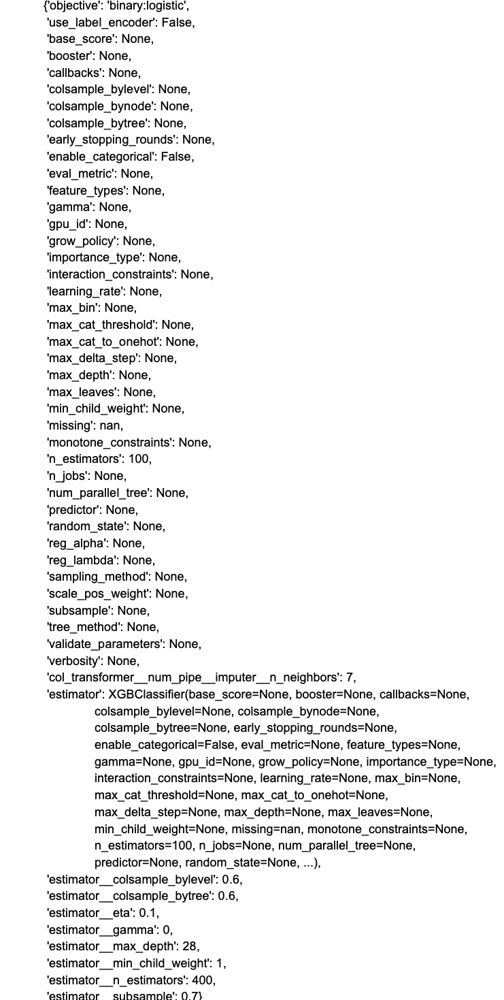 {'objective': 'binary:logistic',
'use_label_encoder': False,
'base_score': None,
'booster': None,
'callbacks': None,
'colsample_bylevel': None,
'colsample_bynode': None,
'colsample_bytree': None,
'early_stopping_rounds': None,
'enable_categorical': False,
'eval_metric': None,
'feature_types': None,
'gamma': None,
'gpu_id': None,
'grow_policy': None,
'importance_type': None,
'interaction_constraints': None,
'learning_rate': None,
'max_bin': None,
'max_cat_threshold': None,
'max_cat_to_onehot': None,
'max_delta_step': None,
'max_depth': None,
'max_leaves': None,
'min_child_weight': None,
'missing': nan,
'monotone_constraints': None,
'n_estimators': 100,
'n_jobs': None,
'num_parallel_tree': None,
'predictor': None,
'random_state': None,
'reg_alpha': None,
'reg_lambda': None,
'sampling_method': None,
'scale_pos_weight': None,
'subsample': None,
'tree_method': None,
'validate_parameters': None,
'verbosity': None,
'col_transformer__num_pipe__imputer__n_neighbors': 7,
'estimator': XGBClassifier(base_score=None, booster=None, callbacks=None,
colsample_bylevel=None, colsample_bynode=None,
colsample_bytree=None, early_stopping_rounds=None,
enable_categorical=False, eval_metric=None, feature_types=None,
gamma=None, gpu_id=None, grow_policy=None, importance_type=None,
interaction_constraints=None, learning_rate=None, max_bin=None,
max_cat_threshold=None, max_cat_to_onehot=None,
max_delta_step=None, max_depth=None, max_leaves=None,
min_child_weight=None, missing=nan, monotone_constraints=None,
n_estimators=100, n_jobs=None, num_parallel_tree=None,
predictor=None, random_state=None, ...),
'estimator__colsample_bylevel': 0.6,
'estimator__colsample_bytree': 0.6,
'estimator__eta': 0.1,
'estimator__gamma': 0,
'estimator__max_depth': 28,
'estimator__min_child_weight': 1,
'estimator__n_estimators': 400,
'estimator__subsample': 0.7}